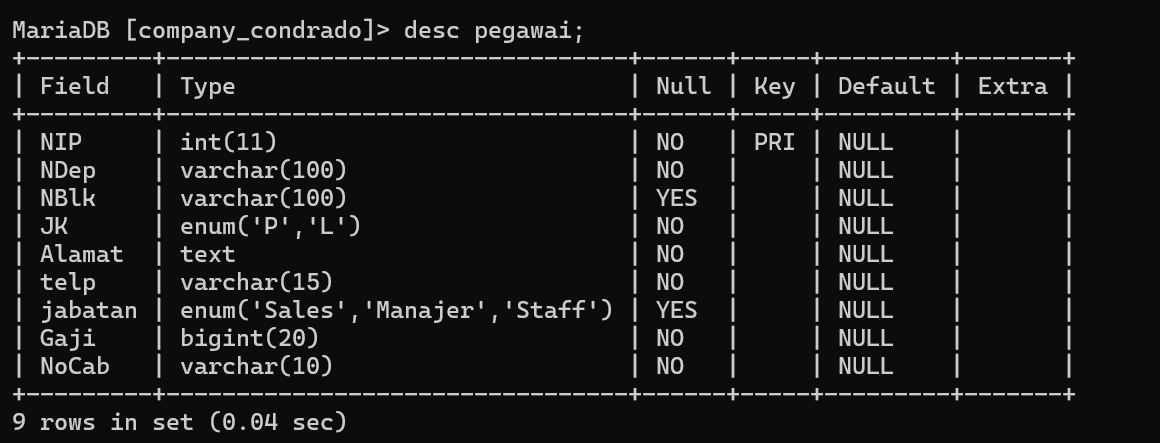 MariaDB [company_condrado]> desc pegawai;
+---------+---------------------------------+------+-----+---------+-------+
| Field   | Type                            | Null | Key | Default | Extra |
+---------+---------------------------------+------+-----+---------+-------+
| NIP     | int(11)                         | NO   | PRI | NULL    |       |
| NDep    | varchar(100)                    | NO   |     | NULL    |       |
| NBlk    | varchar(100)                    | YES  |     | NULL    |       |
| JK      | enum('P','L')                   | NO   |     | NULL    |       |
| Alamat  | text                            | NO   |     | NULL    |       |
| telp    | varchar(15)                     | NO   |     | NULL    |       |
| jabatan | enum('Sales','Manajer','Staff') | YES  |     | NULL    |       |
| Gaji    | bigint(20)                      | NO   |     | NULL    |       |
| NoCab   | varchar(10)                     | NO   |     | NULL    |       |
+---------+---------------------------------+------+-----+---------+-------+
9 rows in set (0.04 sec)